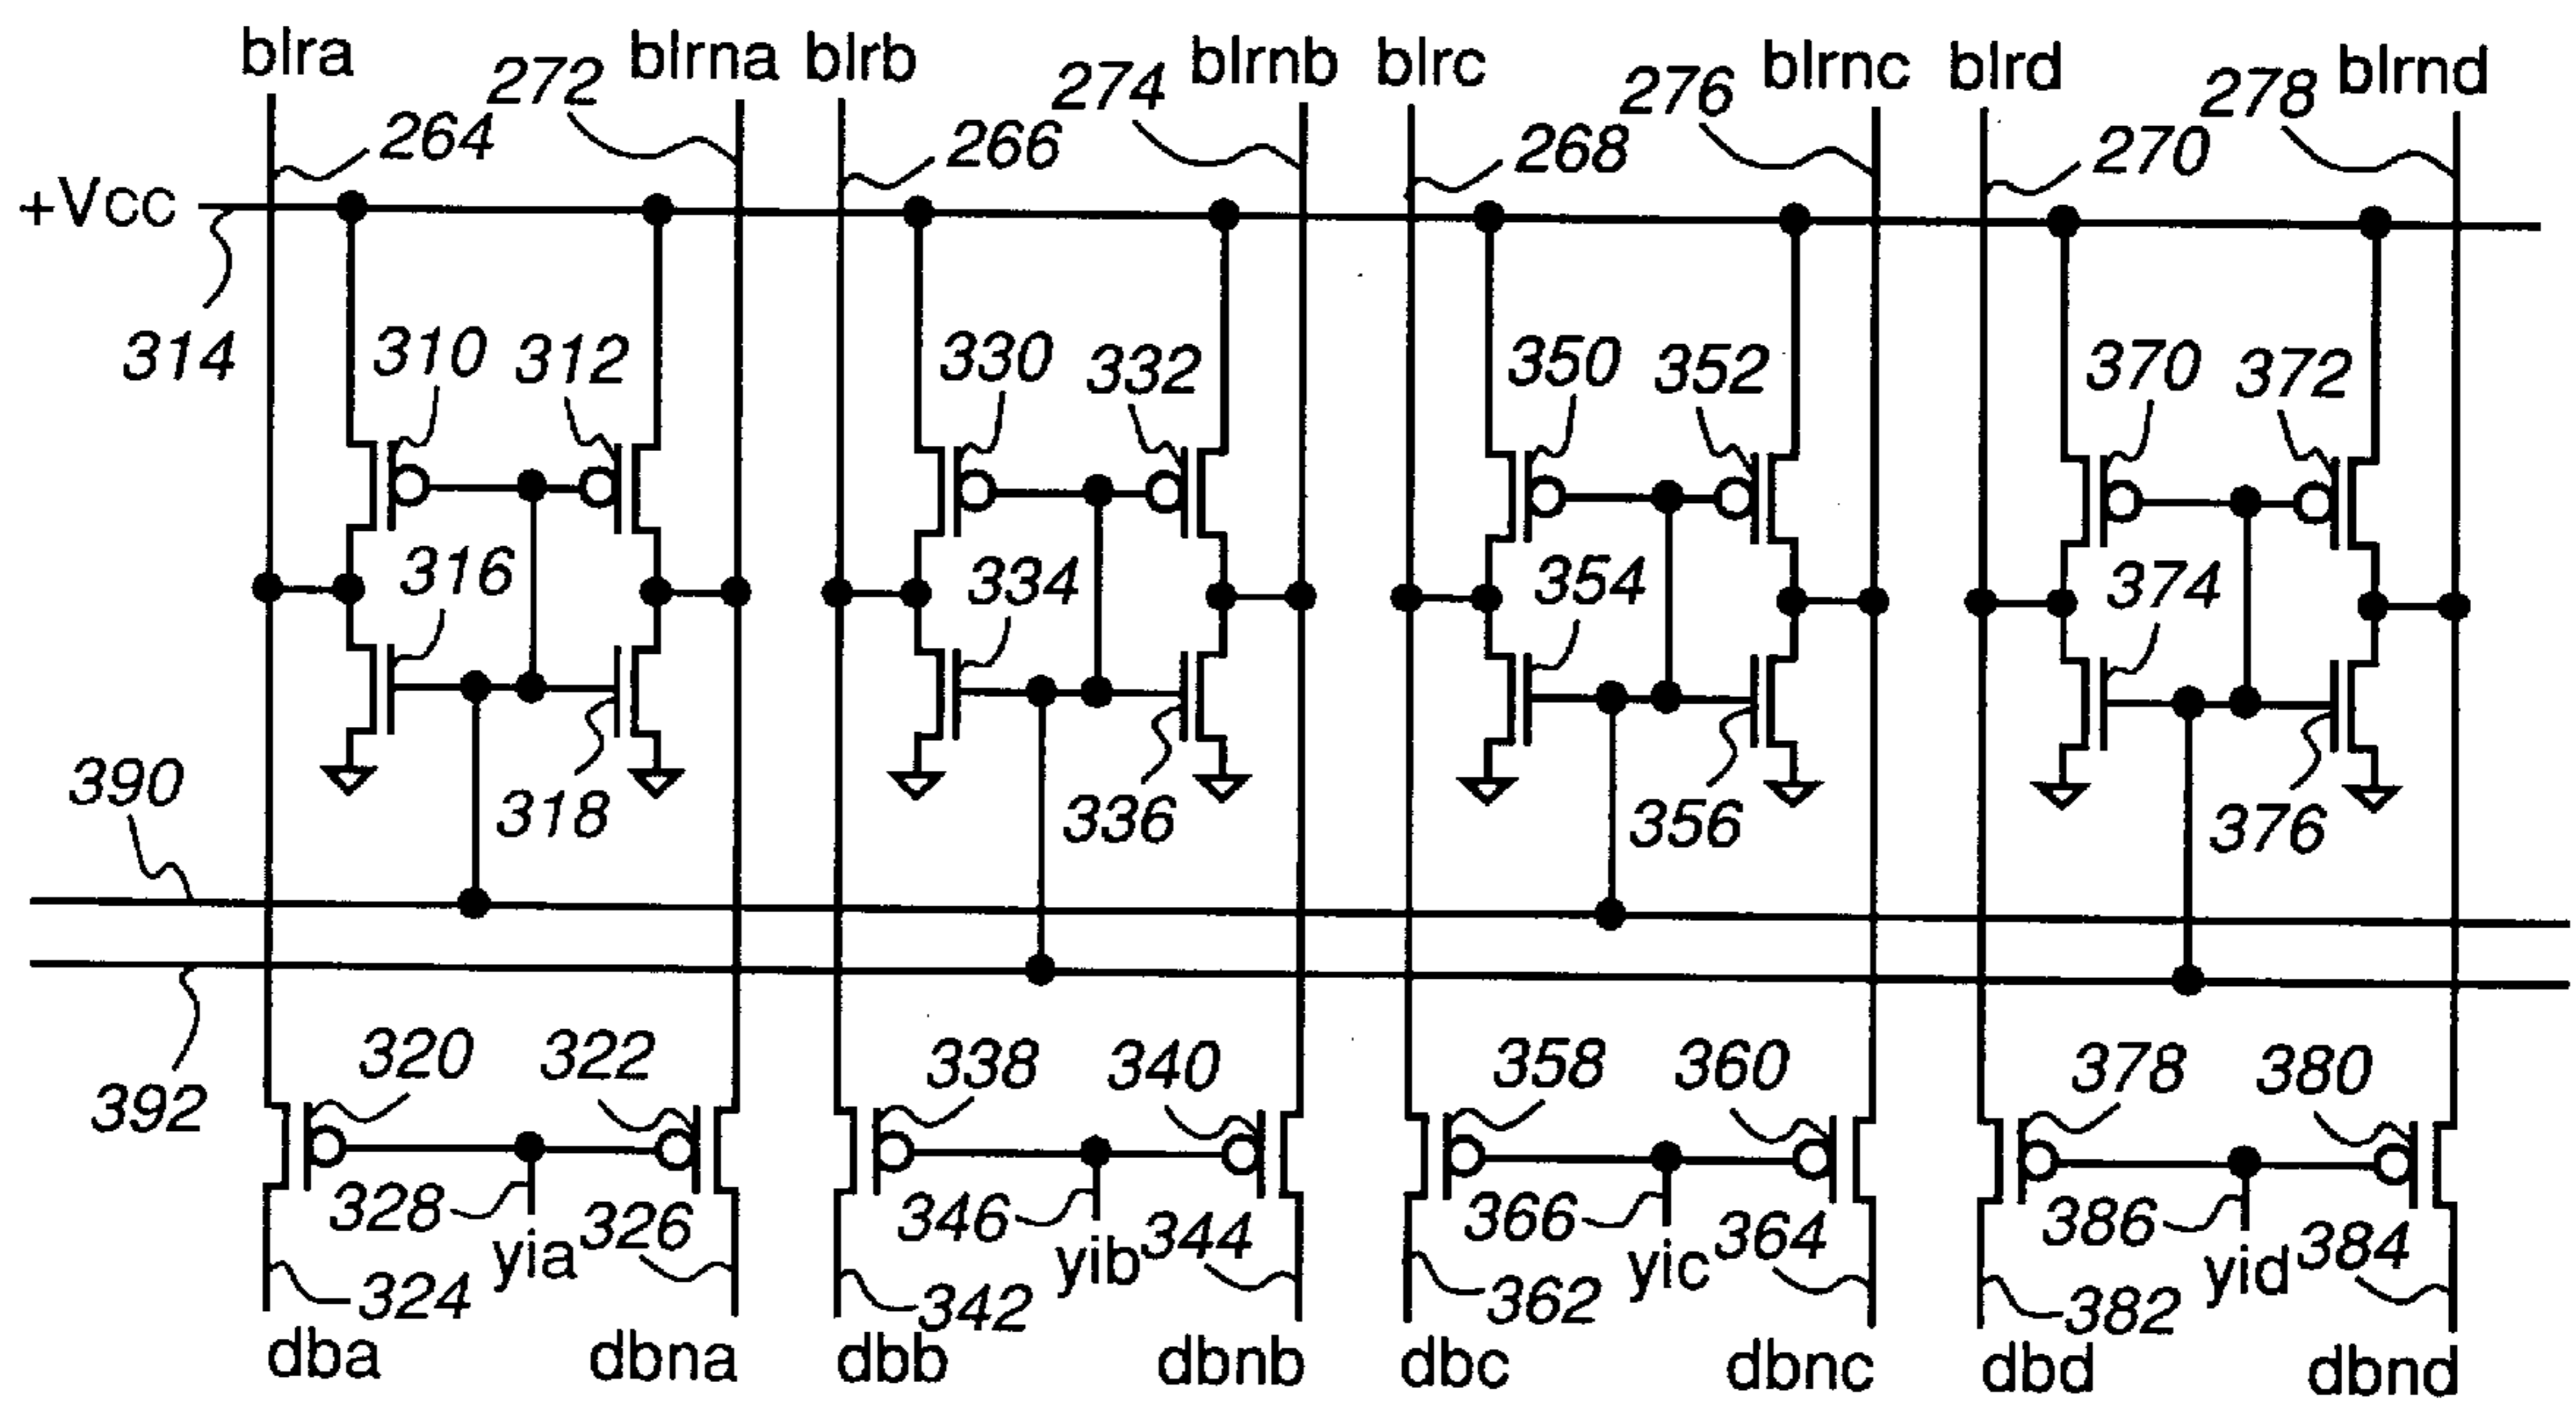 blra 272 blrna blrb 274 blrnb blrc 276 blrnc blrd 278 blrnd
264 266 268 270
+Vcc
314 310 312 330 332 350 352 370 372
316 334 354 374
390 318 336 356 376
392 320 322 338 340 358 360 378 380
328 326 346 344 366 364 386 384
yia yib yic yid
324 342 362 382
dba dbna dbb dbnb dbc dbnc dbd dbnd